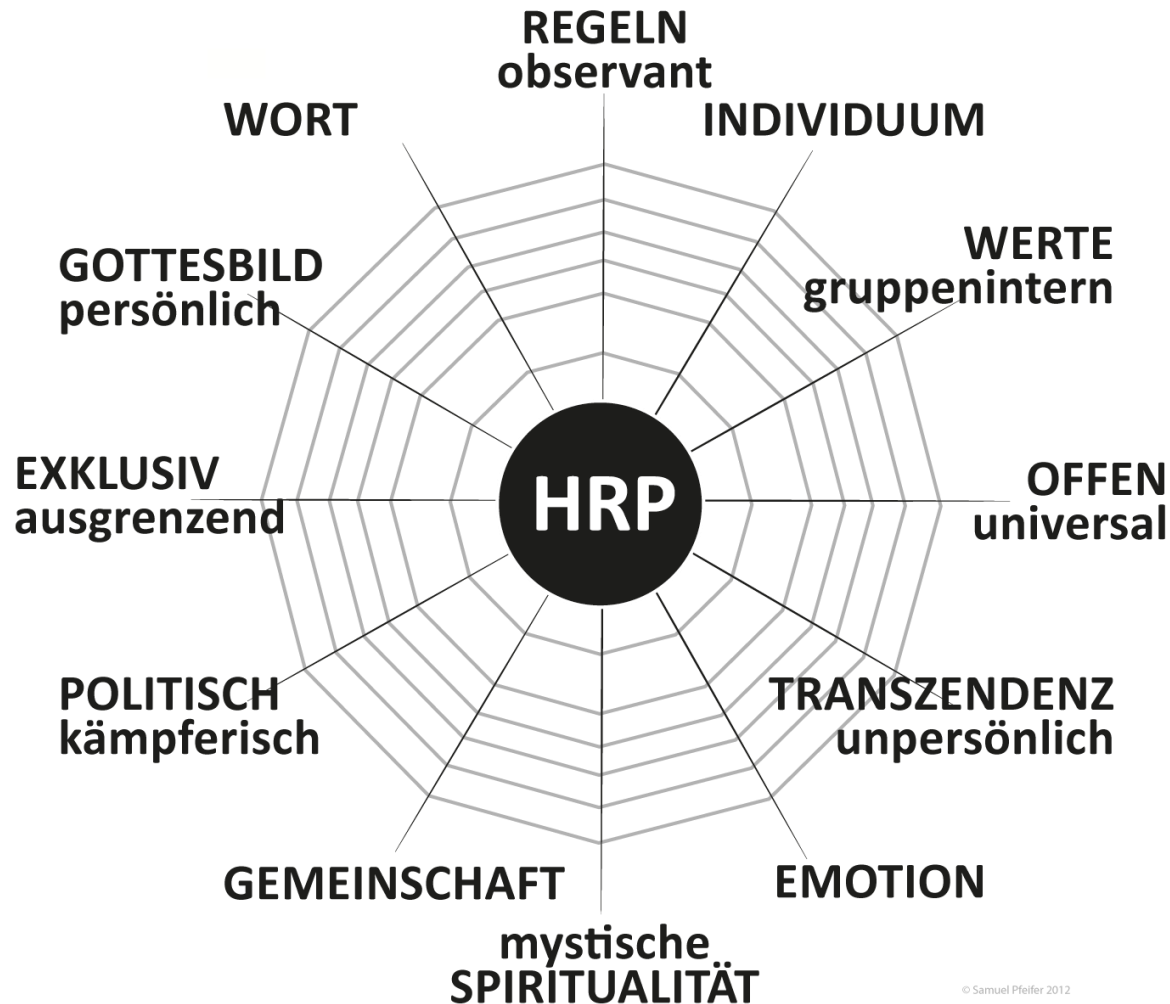 REGELN
observant
WORT
INDIVIDUUM
WERTE
gruppenintern
GOTTESBILD
persönlich
EXKLUSIV
ausgrenzend
HRP
OFFEN
universal
POLITISCH
kämpferisch
TRANSZENDENZ
unpersönlich
GEMEINSCHAFT
EMOTION
mystische
SPIRITUALITÄT
© Samuel Pfeifer 2012